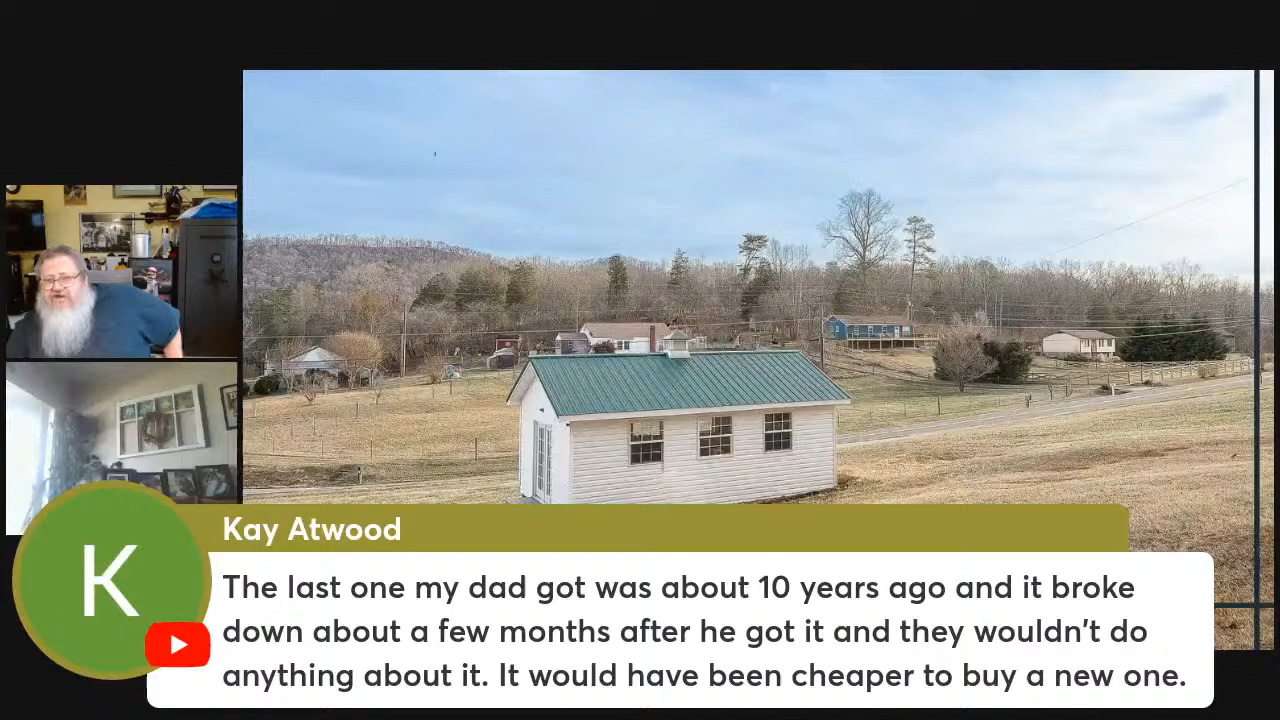 Kay Atwood
K
The last one my dad got was about 10 years ago and it broke
down about a few months after he got it and they wouldn't do
anything about it. It would have been cheaper to buy a new one.